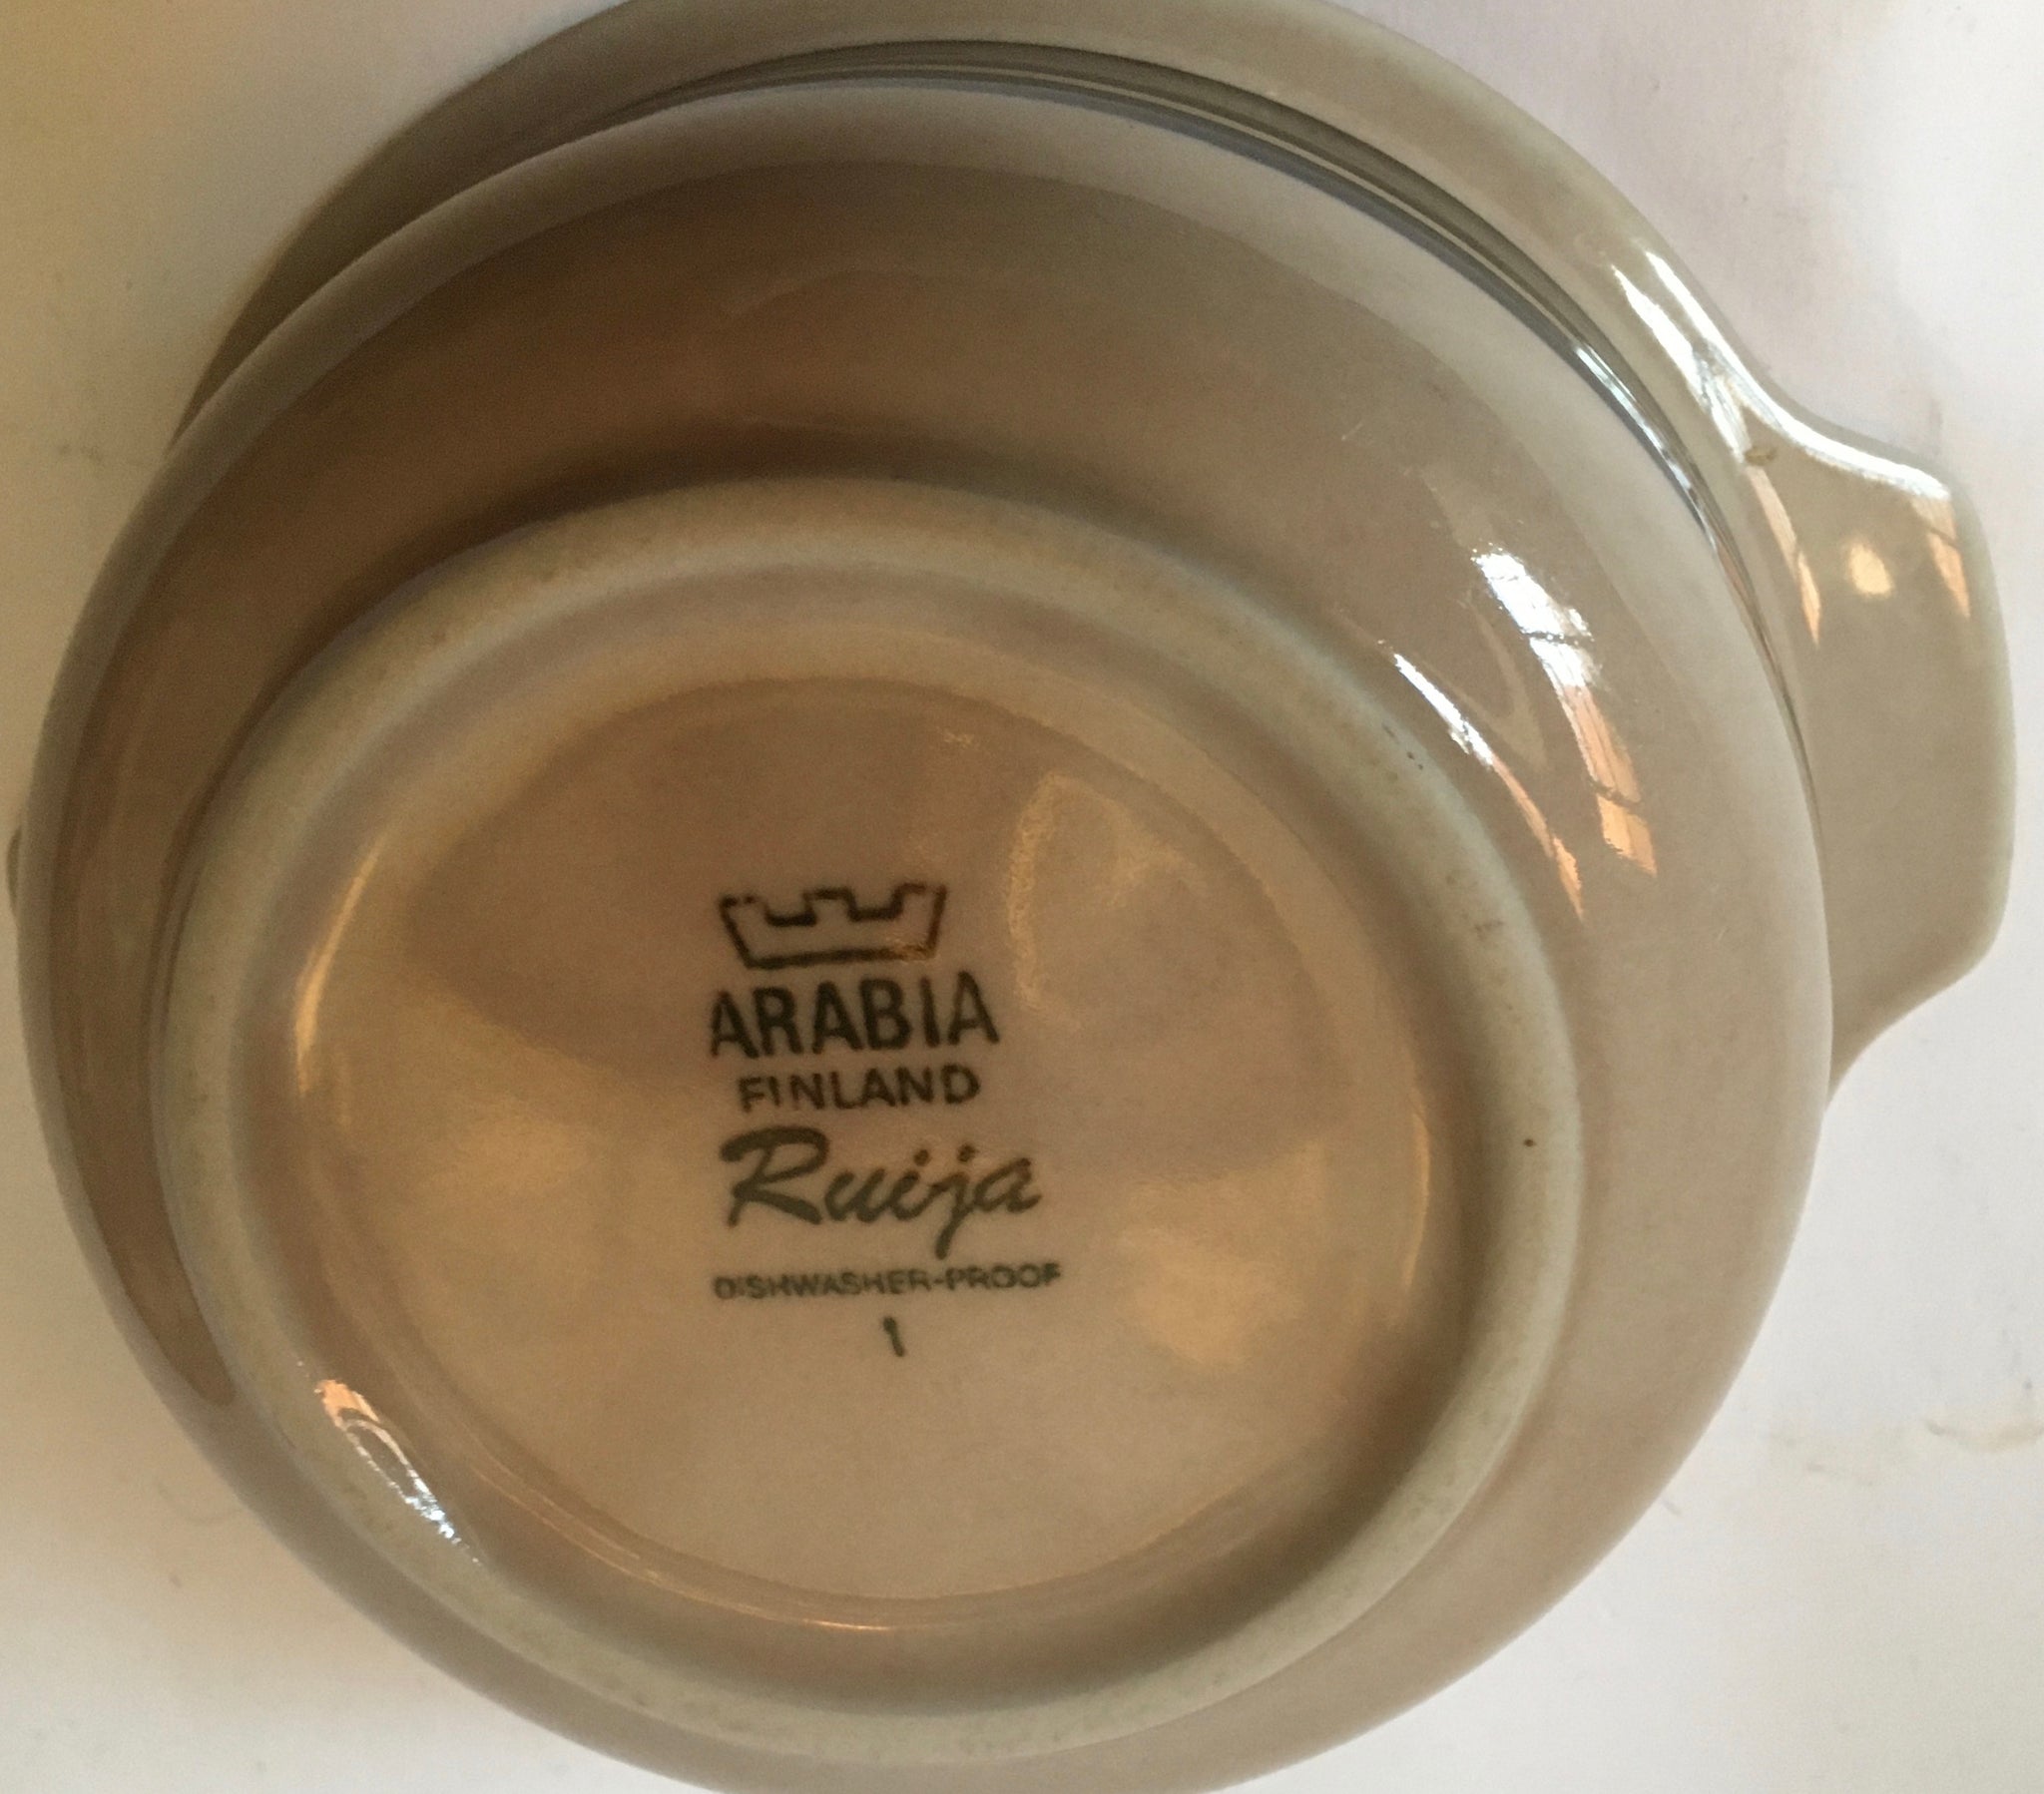 ARABIA
FINLAND
Ruija
DISHWASHER-PROOF
1